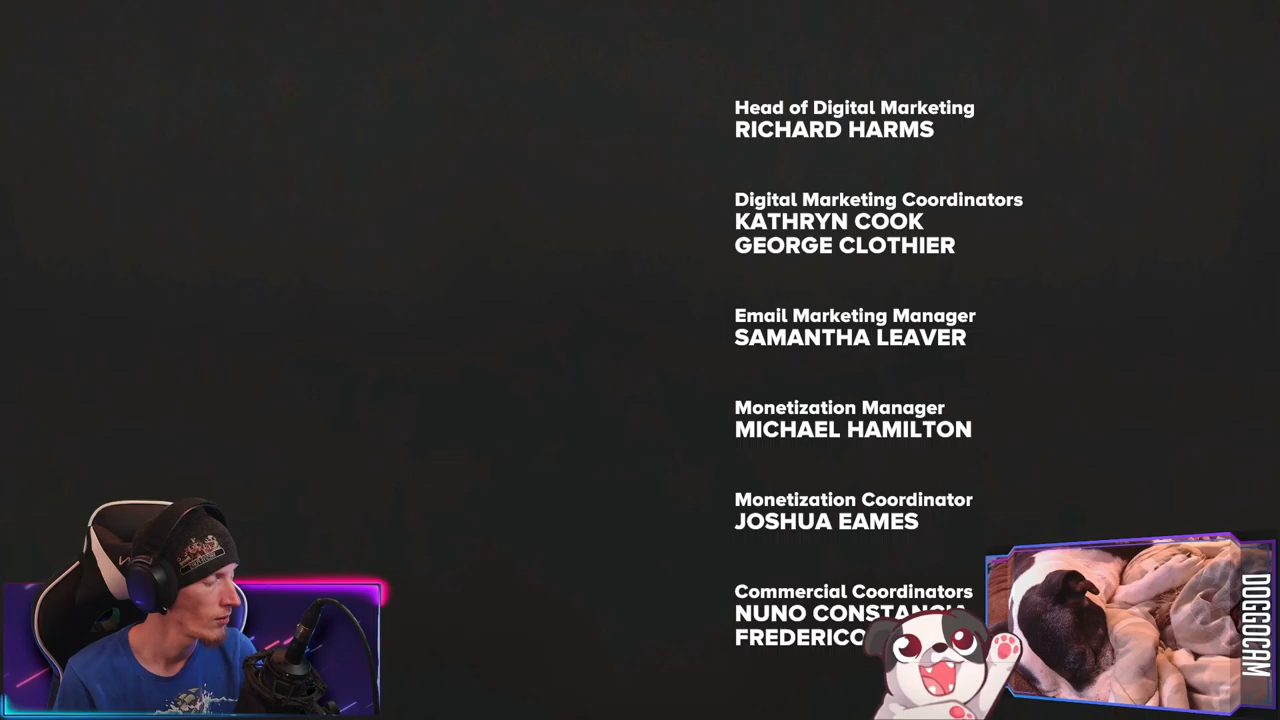 Head of Digital Marketing
RICHARD HARMS
Digital Marketing Coordinators
KATHRYN COOK
GEORGE CLOTHIER
Email Marketing Manager
SAMANTHA LEAVER
Monetization Manager
MICHAEL HAMILTON
Monetization Coordinator
JOSHUA EAMES
Commercial Coordinators
NUNO CONSTANCIA
FREDERICO
DOGGOCAM